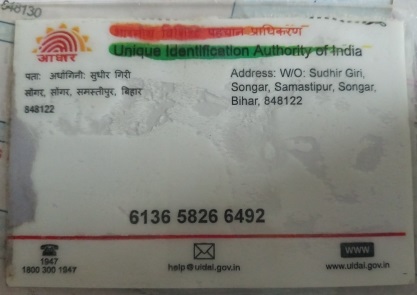 848130
भारतीय विशिष्ट पहचान प्राधिकरण
आधार
Unique Identification Authority of India
पता: अर्धांगिनी: सुधीर गिरी
सोंगर, सोंगर, समस्तीपुर, बिहार
848122
Address: W/O: Sudhir Giri,
Songar, Samastipur, Songar,
Bihar, 848122
6136 5826 6492
1947
1800 300 1947
help@uidai.gov.in
WWW
www.uidai.gov.in